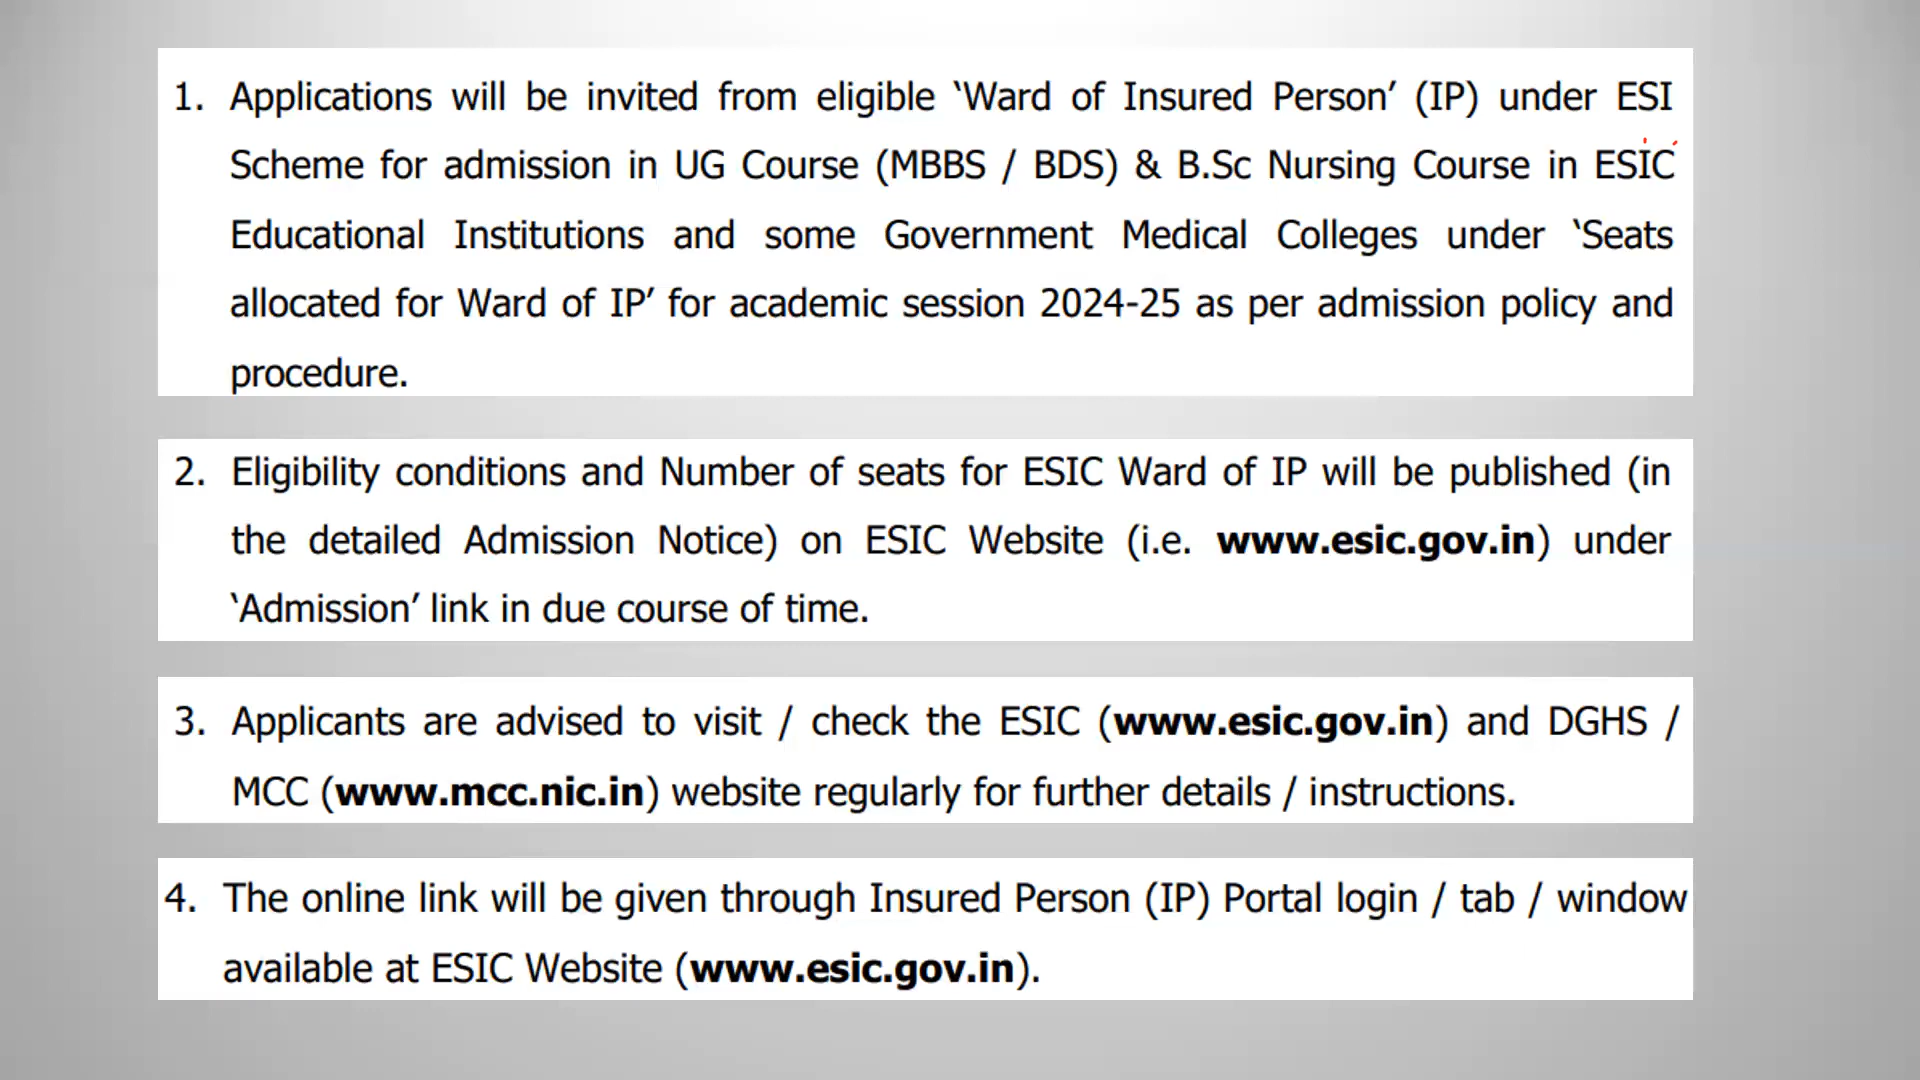 1. Applications will be invited from eligible ‘Ward of Insured Person’ (IP) under ESI
Scheme for admission in UG Course (MBBS / BDS) & B.Sc Nursing Course in ESIC
Educational Institutions and some Government Medical Colleges under ‘Seats
allocated for Ward of IP’ for academic session 2024-25 as per admission policy and
procedure.
2. Eligibility conditions and Number of seats for ESIC Ward of IP will be published (in
the detailed Admission Notice) on ESIC Website (i.e. www.esic.gov.in) under
‘Admission’ link in due course of time.
3. Applicants are advised to visit / check the ESIC (www.esic.gov.in) and DGHS /
MCC (www.mcc.nic.in) website regularly for further details / instructions.
4. The online link will be given through Insured Person (IP) Portal login / tab / window
available at ESIC Website (www.esic.gov.in).